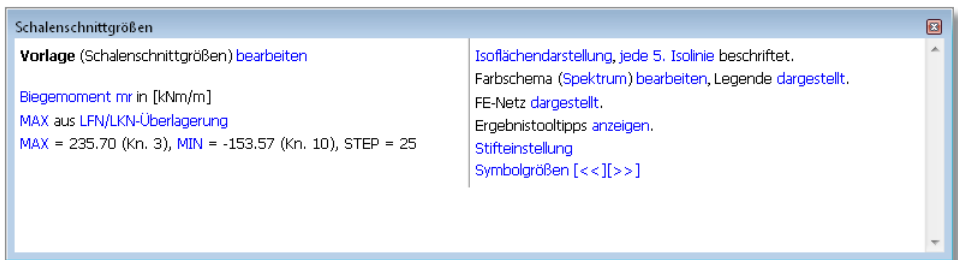 Schalenschnittgrößen
Vorlage (Schalenschnittgrößen) bearbeiten
Biegemoment mr in [kNm/m]
MAX aus LFN/LKN-Überlagerung
MAX = 235.70 (Kn. 3), MIN = -153.57 (Kn. 10), STEP = 25
Isoflächendarstellung, jede 5. Isolinie beschriftet.
Farbschema (Spektrum) bearbeiten, Legende dargestellt.
FE-Netz dargestellt.
Ergebnistooltipps anzeigen.
Stifteinstellung
Symbolgrößen [<<][>>]